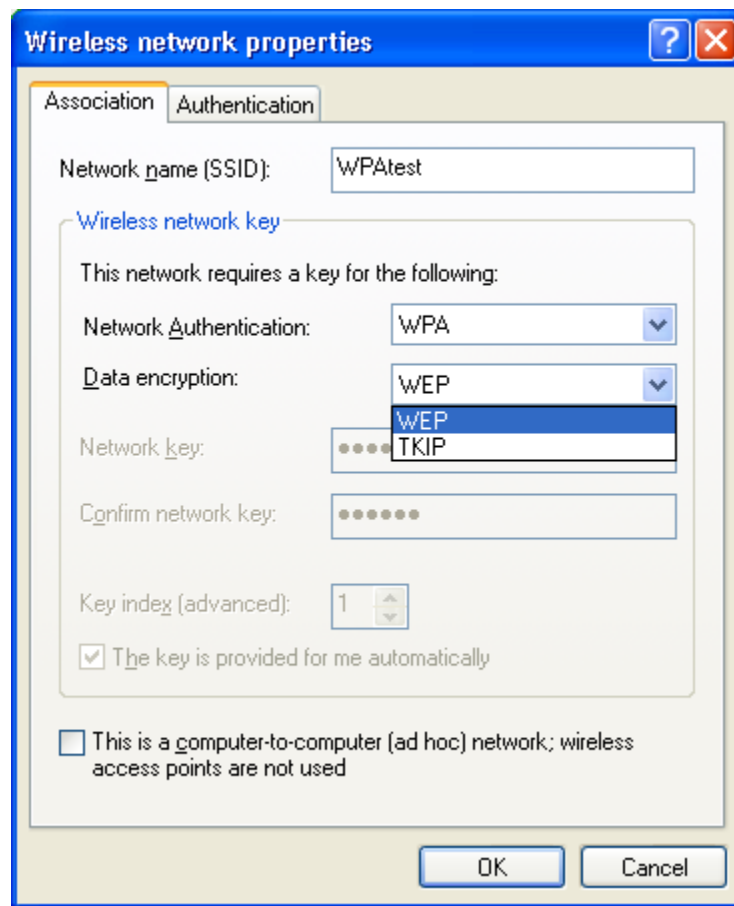 Wireless network properties
Association
Authentication
Network name (SSID):
WPAtest
Wireless network key
This network requires a key for the following:
Network Authentication:
WPA
Data encryption:
WEP
WEP
TKIP
Network key:
Confirm network key:
Key index (advanced):
1
The key is provided for me automatically
This is a computer-to-computer (ad hoc) network; wireless
access points are not used
OK
Cancel